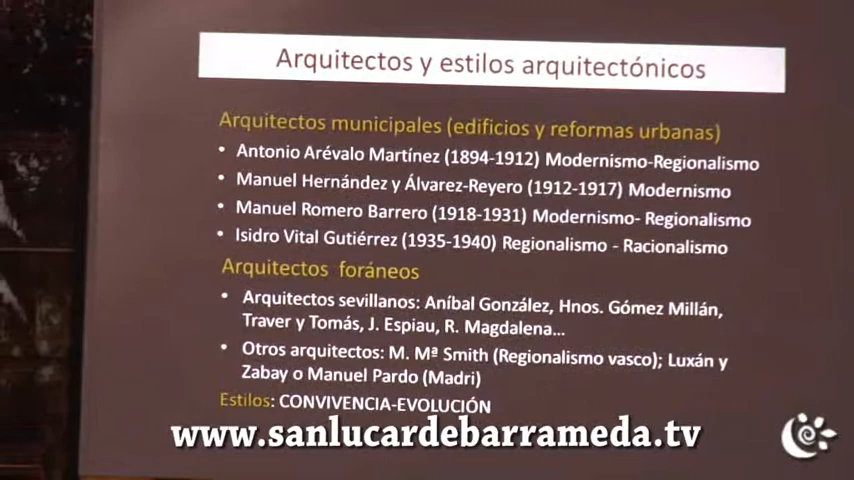 Arquitectos y estilos arquitectónicos
Arquitectos municipales (edificios y reformas urbanas)
• Antonio Arévalo Martínez (1894-1912) Modernismo-Regionalismo
• Manuel Hernández y Álvarez-Reyero (1912-1917) Modernismo
• Manuel Romero Barrero (1918-1931) Modernismo- Regionalismo
• Isidro Vital Gutiérrez (1935-1940) Regionalismo - Racionalismo
Arquitectos foráneos
• Arquitectos sevillanos: Aníbal González, Hnos. Gómez Millán,
Traver y Tomás, J. Espiau, R. Magdalena...
• Otros arquitectos: M. Mª Smith (Regionalismo vasco); Luxán y
Zabay o Manuel Pardo (Madri)
Estilos: CONVIVENCIA-EVOLUCIÓN
www.sanlucardebarrameda.tv